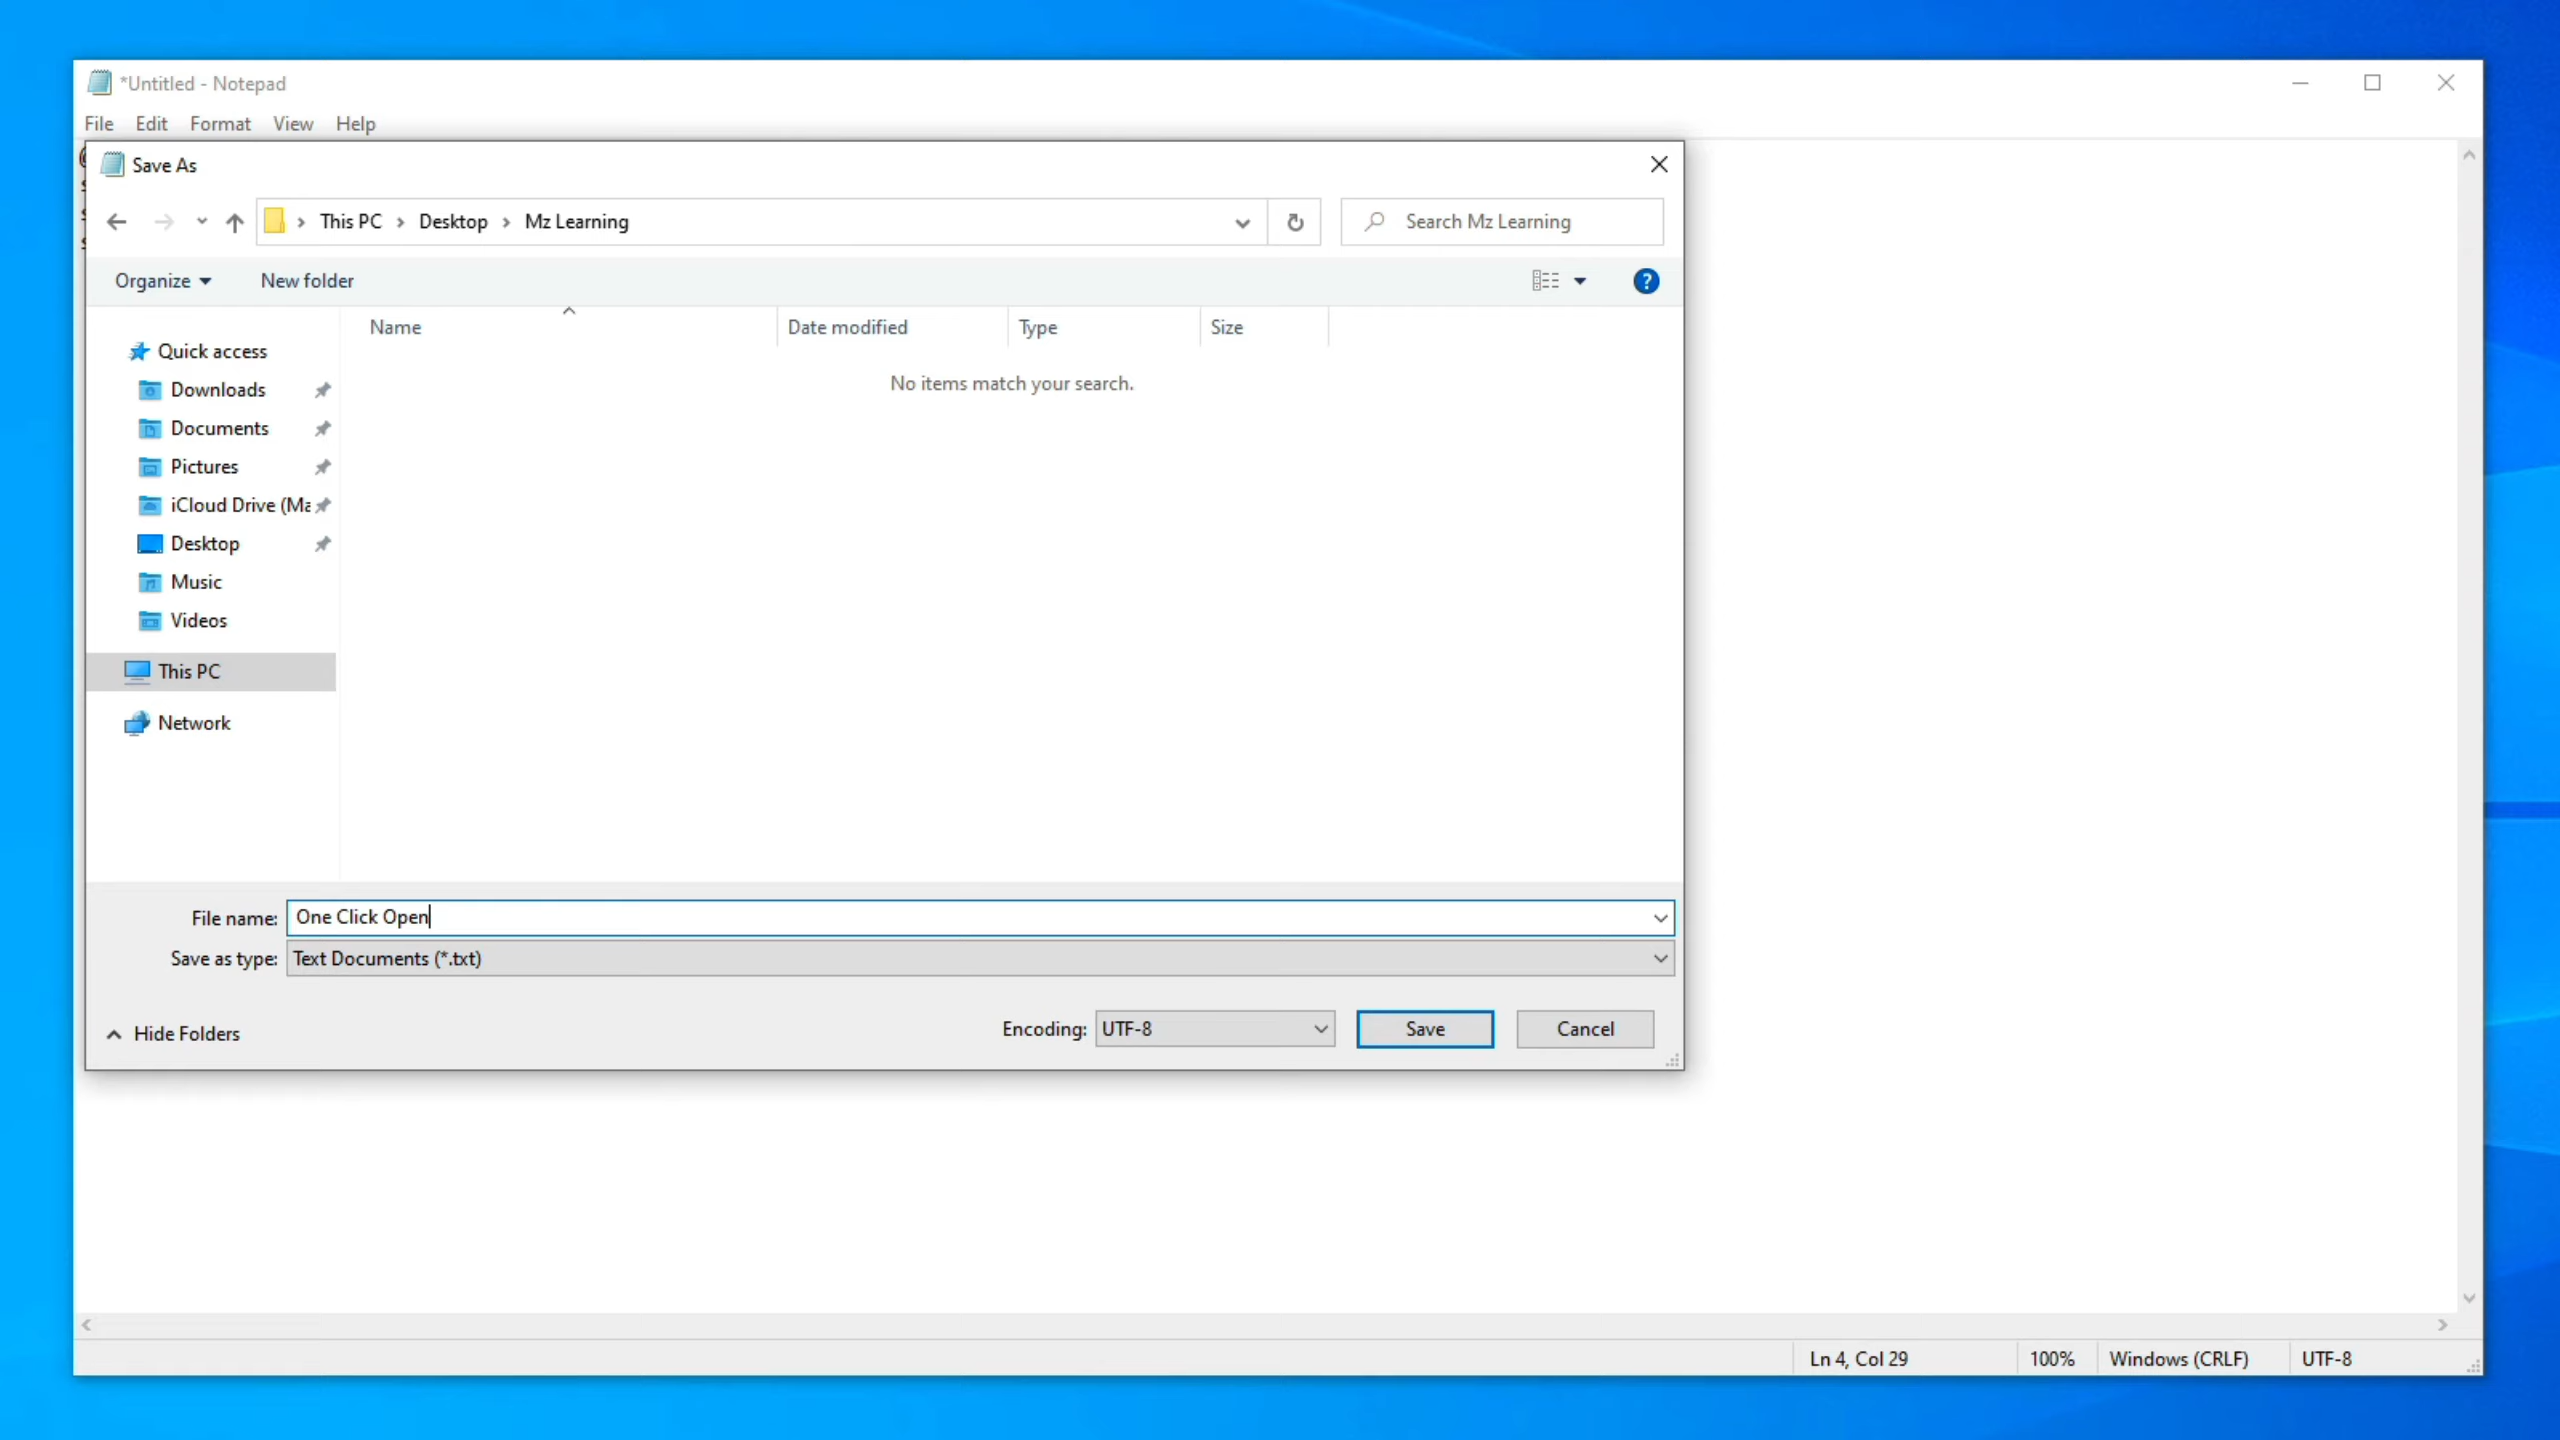 *Untitled - Notepad
File Edit Format View Help
Save As
This PC Desktop Mz Learning
Search Mz Learning
Organize New folder
?
Name Date modified Type Size
No items match your search.
Quick access
Downloads
Documents
Pictures
iCloud Drive (Ma
Desktop
Music
Videos
This PC
Network
File name: One Click Open
Save as type: Text Documents (*.txt)
Hide Folders
Encoding: UTF-8 Save Cancel
Ln 4, Col 29 100% Windows (CRLF) UTF-8